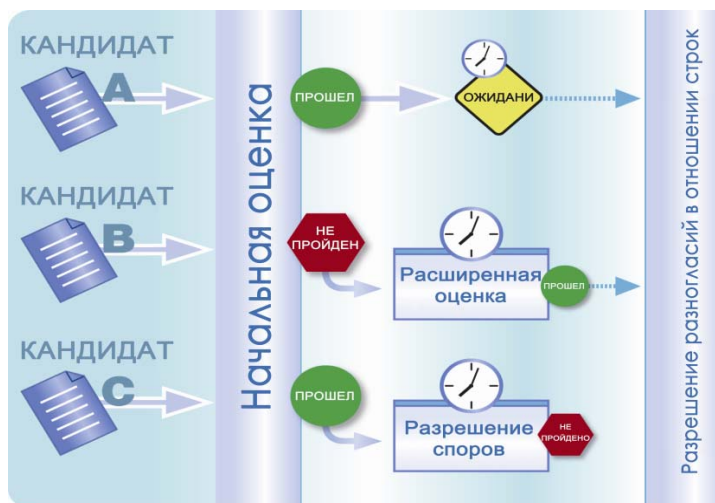 КАНДИДАТ
A
ПРОШЕЛ
ОЖИДАНИ
КАНДИДАТ
B
НЕ
ПРОЙДЕН
Расширенная
оценка
ПРОШЕЛ
КАНДИДАТ
C
ПРОШЕЛ
Разрешение
споров
НЕ
ПРОЙДЕНО
Начальная оценка
Разрешение разногласий в отношении строк